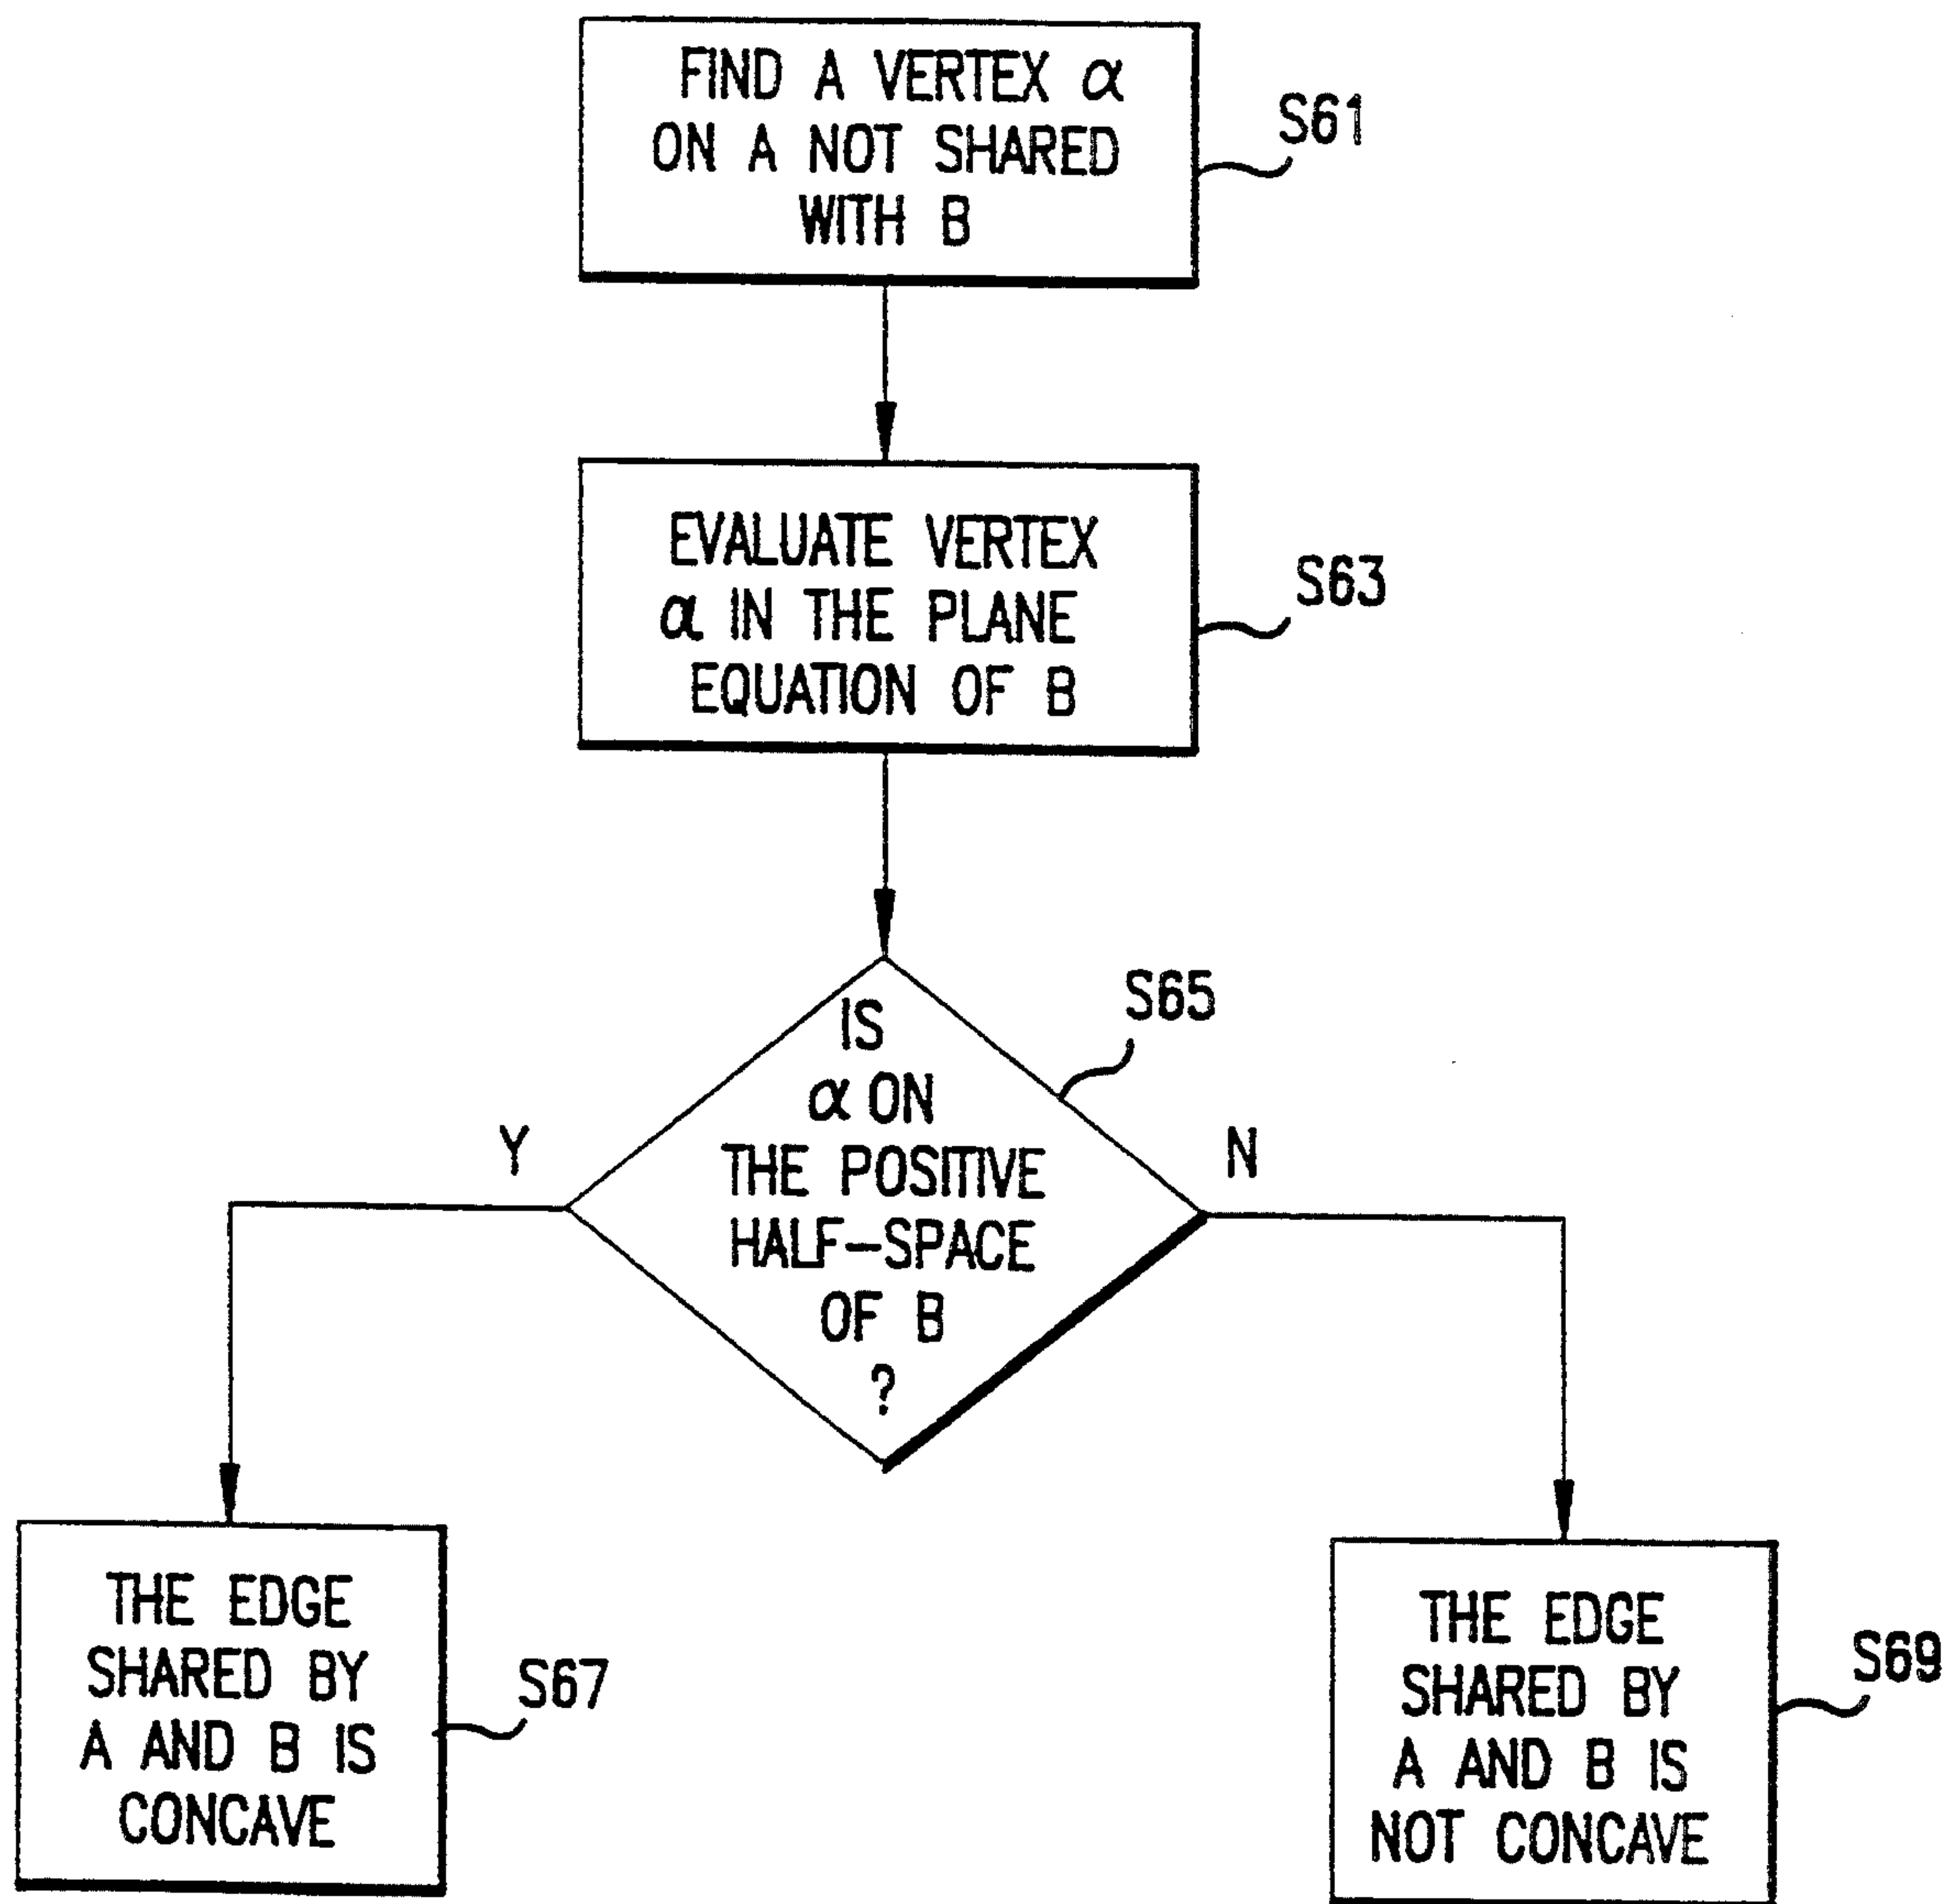 FIND A VERTEX α
ON A NOT SHARED
WITH B
S61
EVALUATE VERTEX
α IN THE PLANE
EQUATION OF B
S63
IS
α ON
THE POSITIVE
HALF-SPACE
OF B
?
S65
Y
N
THE EDGE
SHARED BY
A AND B IS
CONCAVE
S67
THE EDGE
SHARED BY
A AND B IS
NOT CONCAVE
S69